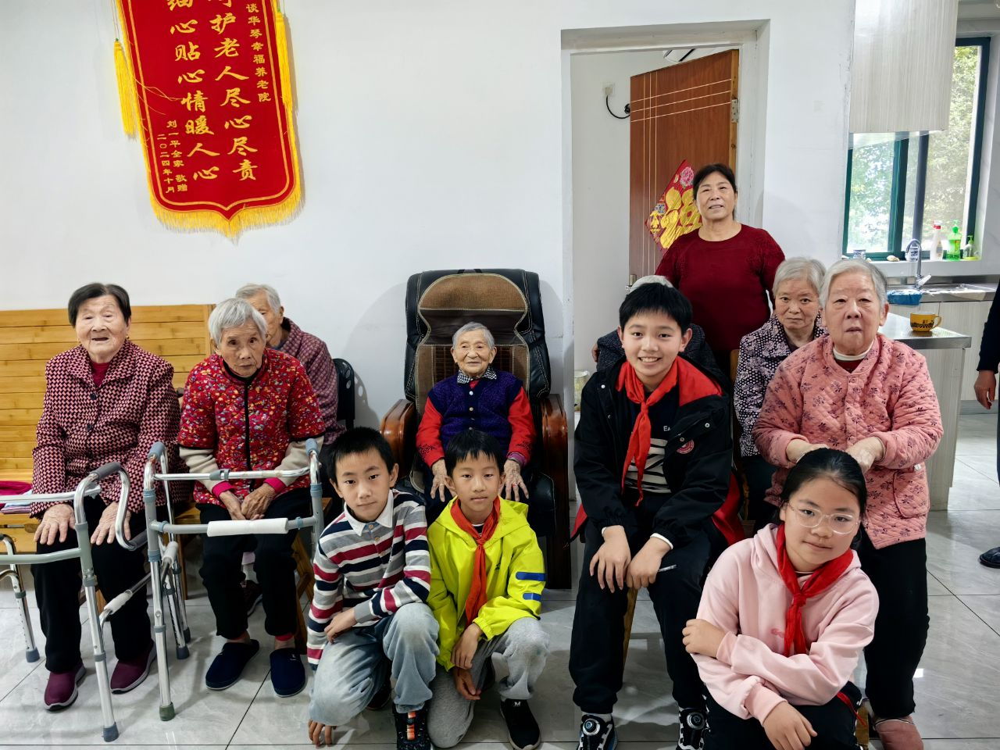 谈华琴幸福养老院
护老人尽心尽责
细心贴心情暖人心
刘一平全家 敬赠
二〇二四年十月